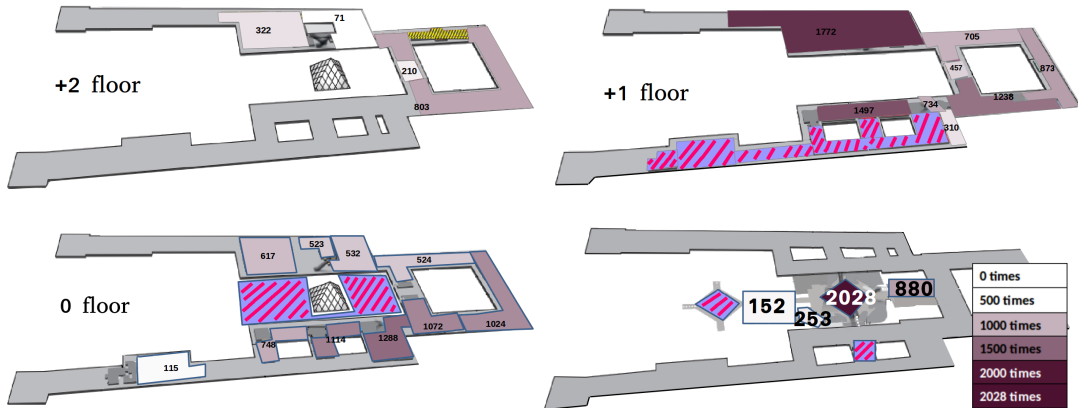 71
322
+2 floor
210
803
1772
705
457
873
+1 floor
1238
1497
734
310
523
532
617
524
0 floor
1072
1024
748
1114
1288
115
152
2028
880
253
0 times
500 times
1000 times
1500 times
2000 times
2028 times